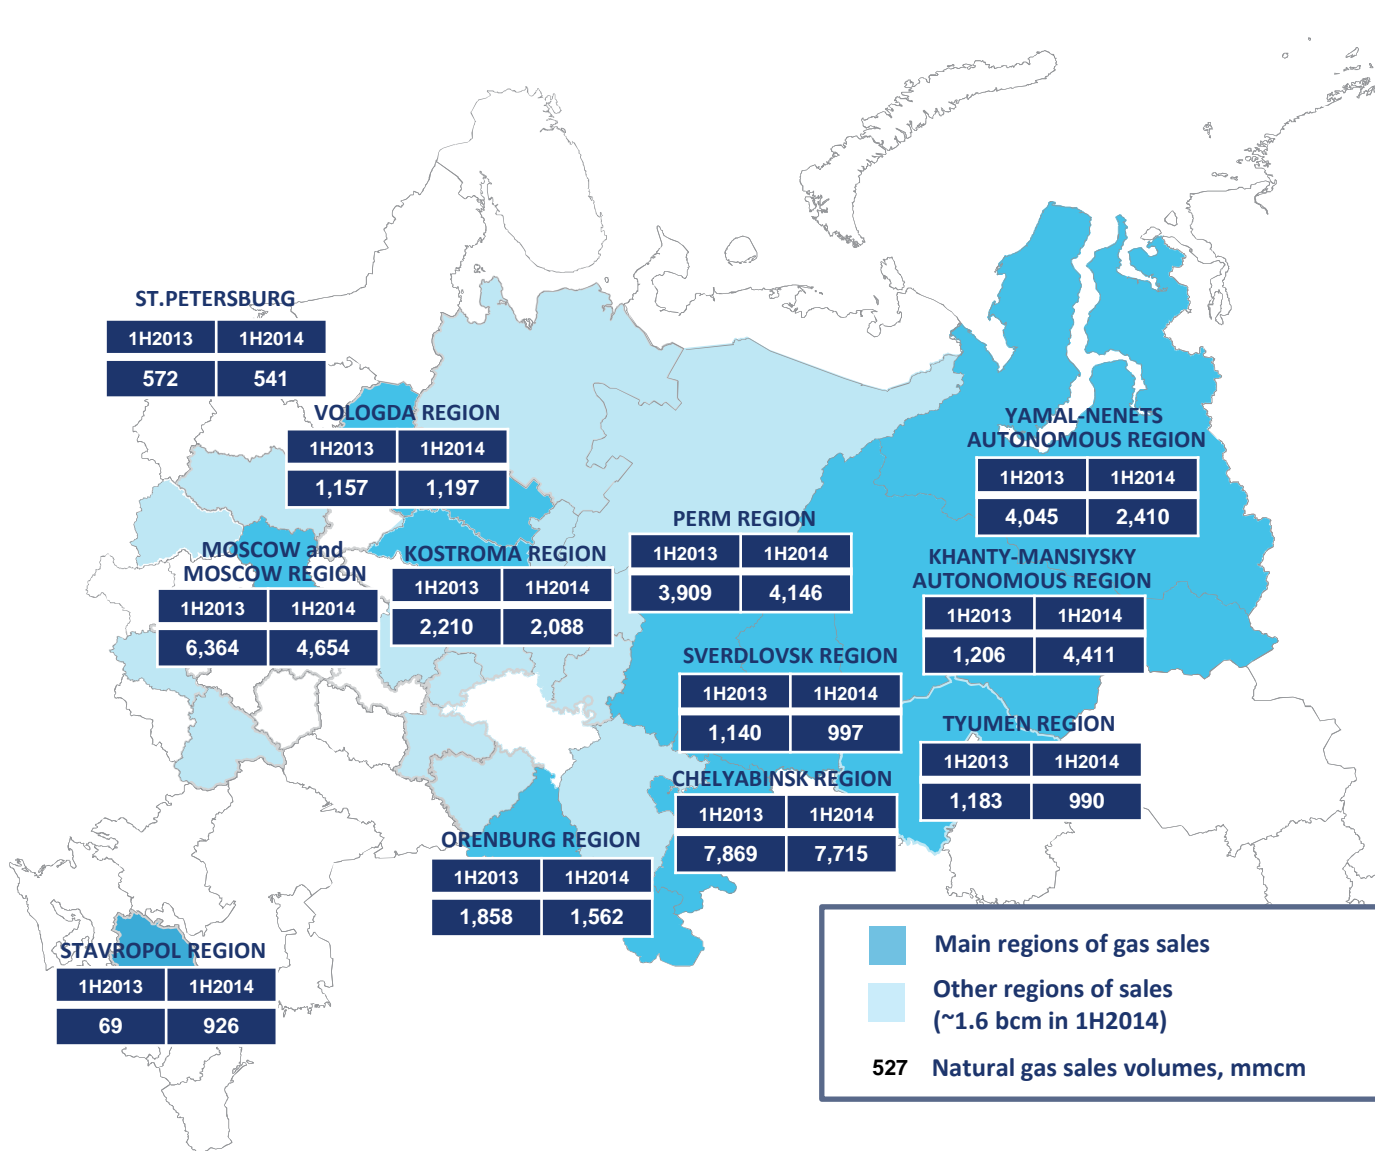 ST.PETERSBURG
1H2013 1H2014
572 541
VOLOGDA REGION
1H2013 1H2014
1,157 1,197
YAMAL-NENETS
AUTONOMOUS REGION
1H2013 1H2014
4,045 2,410
PERM REGION
1H2013 1H2014
3,909 4,146
MOSCOW and
MOSCOW REGION
1H2013 1H2014
6,364 4,654
KOSTROMA REGION
1H2013 1H2014
2,210 2,088
KHANTY-MANSIYSKY
AUTONOMOUS REGION
1H2013 1H2014
1,206 4,411
SVERDLOVSK REGION
1H2013 1H2014
1,140 997
TYUMEN REGION
1H2013 1H2014
1,183 990
CHELYABINSK REGION
1H2013 1H2014
7,869 7,715
ORENBURG REGION
1H2013 1H2014
1,858 1,562
STAVROPOL REGION
1H2013 1H2014
69 926
Main regions of gas sales
Other regions of sales
(~1.6 bcm in 1H2014)
527 Natural gas sales volumes, mmcm